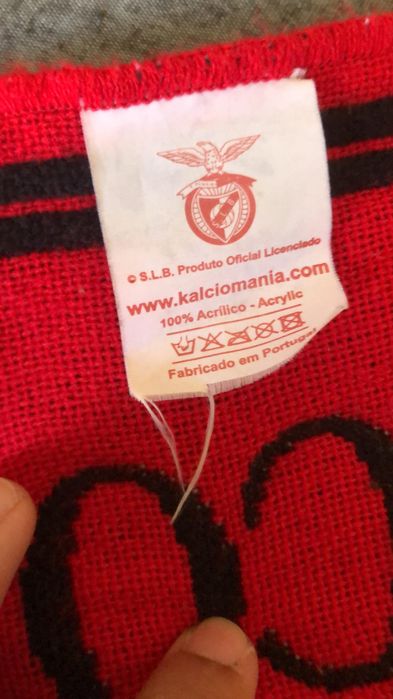 © S.L.B. Produto Oficial Licenciado
www.kalciomania.com
100% Acrílico - Acrylic
Fabricado em Portugal